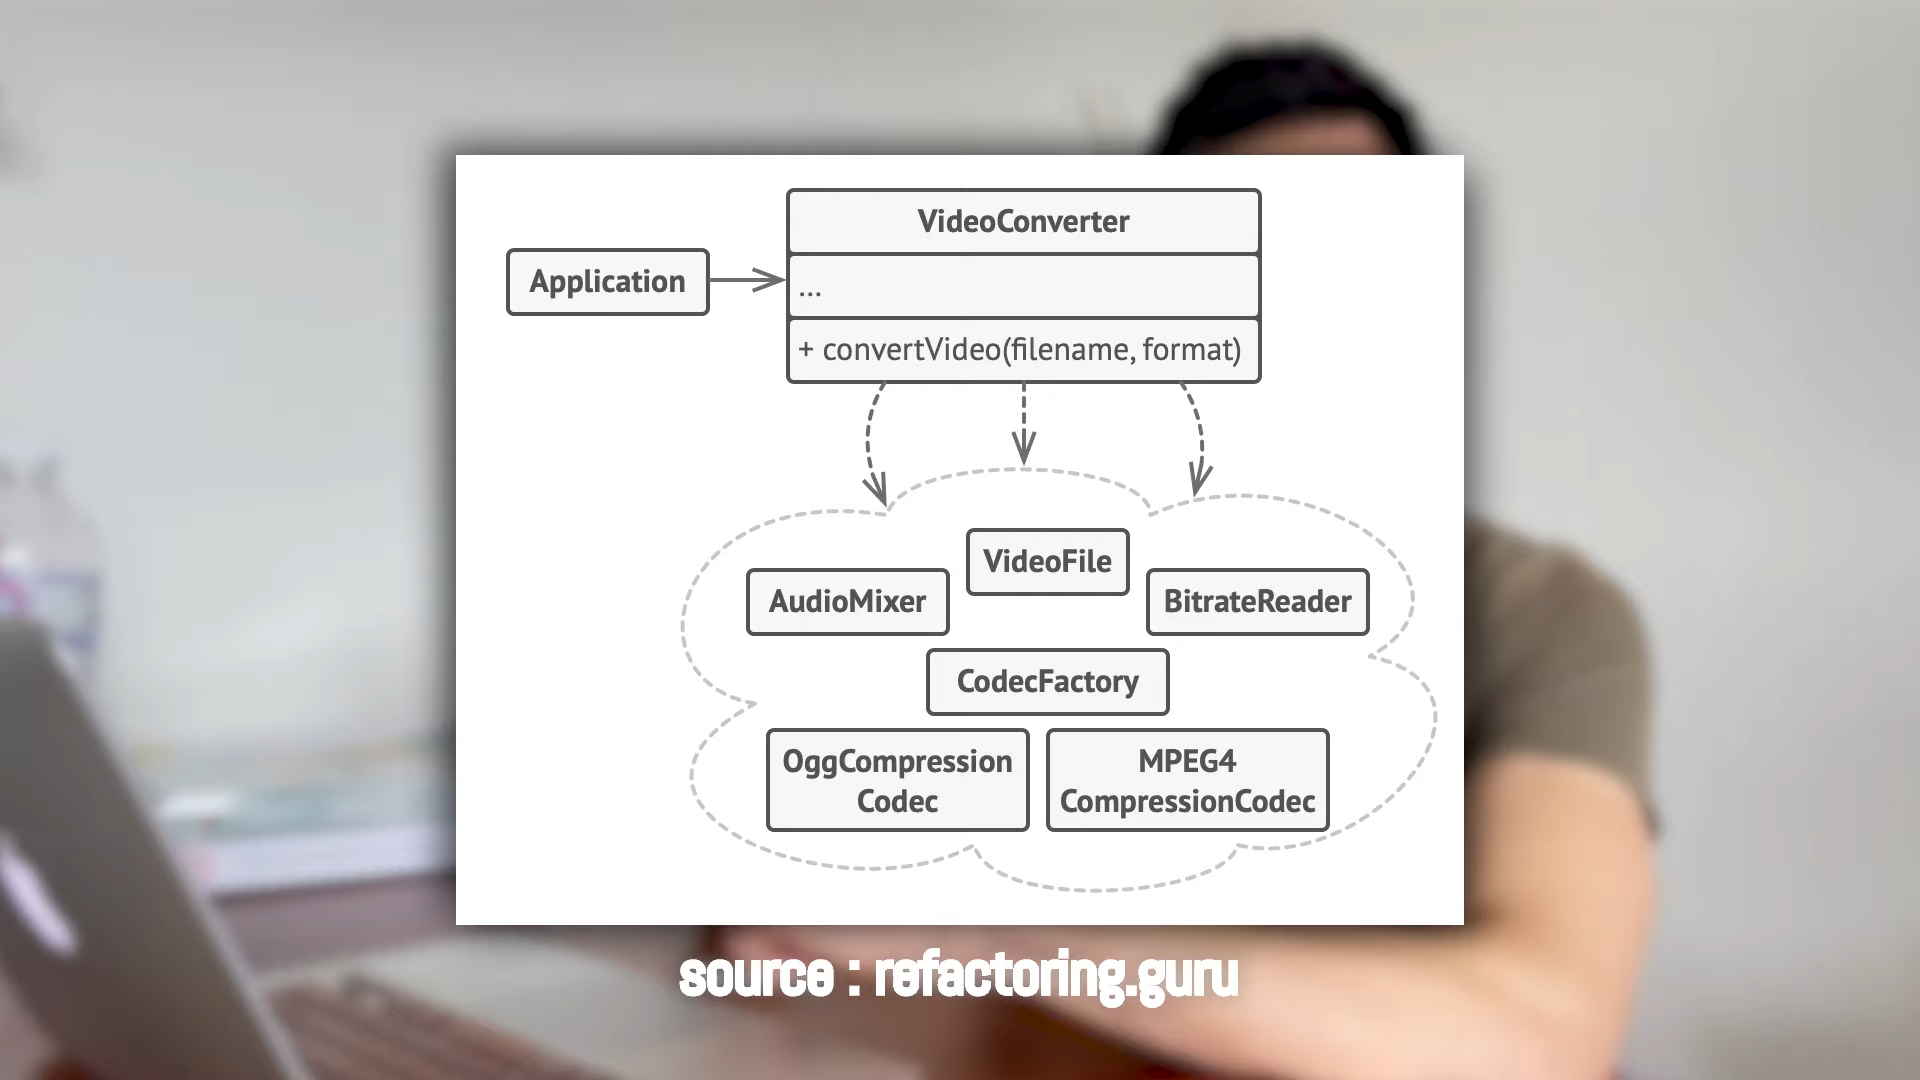 VideoConverter
Application
...
+ convertVideo(filename, format)
VideoFile
AudioMixer
BitrateReader
CodecFactory
OggCompression
Codec
MPEG4
CompressionCodec
source : refactoring.guru